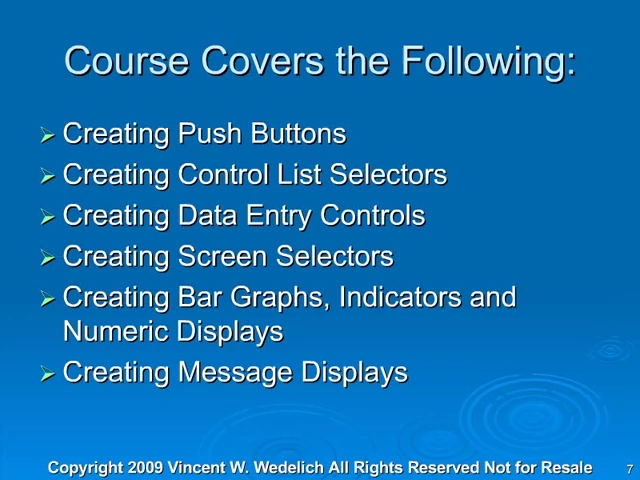 Course Covers the Following:
Creating Push Buttons
Creating Control List Selectors
Creating Data Entry Controls
Creating Screen Selectors
Creating Bar Graphs, Indicators and
Numeric Displays
Creating Message Displays
Copyright 2009 Vincent W. Wedelich All Rights Reserved Not for Resale
7